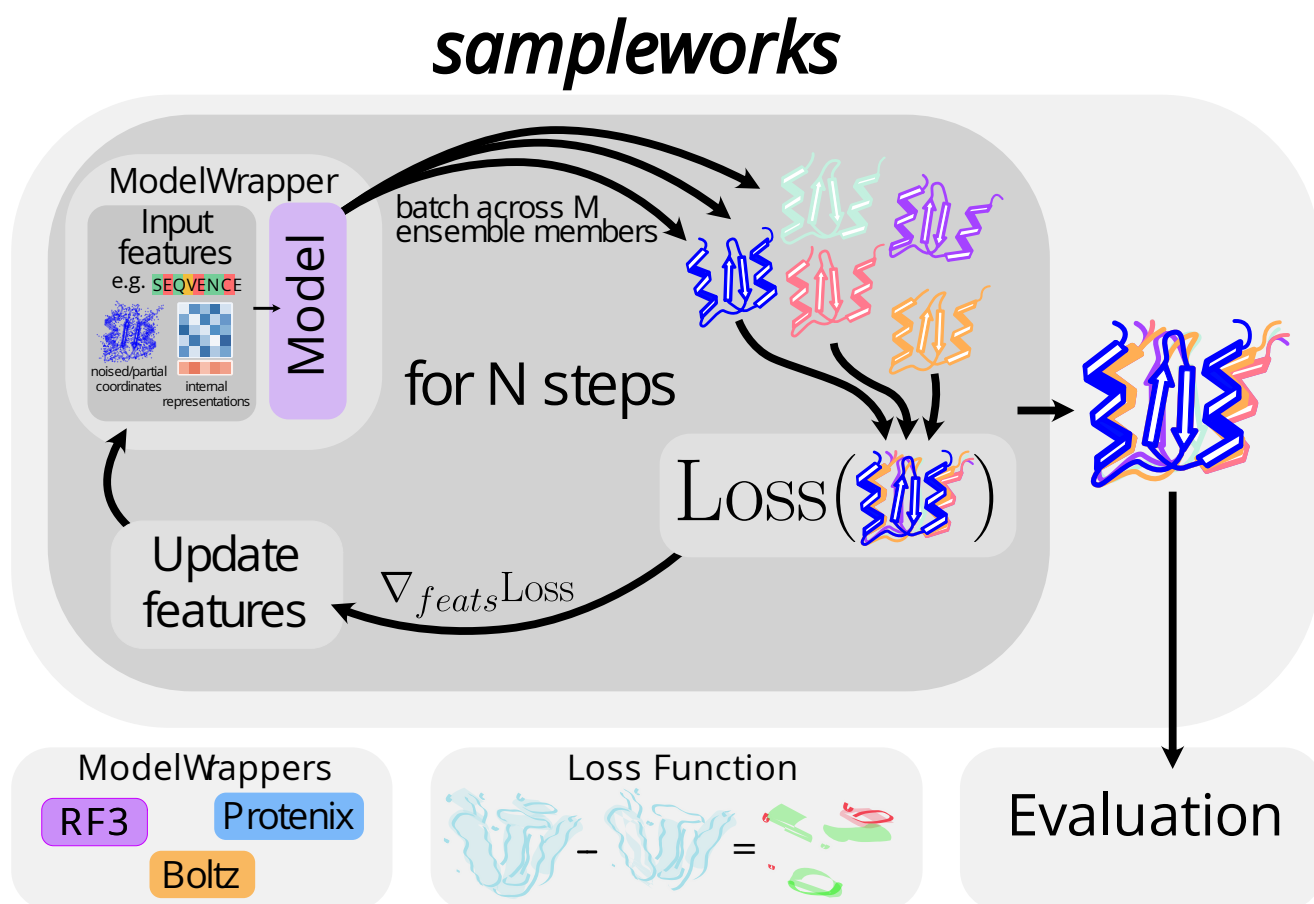 sampleworks
ModelWrapper
Input
features
e.g. SEQVENCE
noised/partial
coordinates
internal
representations
Model
batch across M
ensemble members
for N steps
Loss( )
∇featsLoss
Update
features
ModelWrappers
RF3
Protenix
Boltz
Loss Function
– =
Evaluation